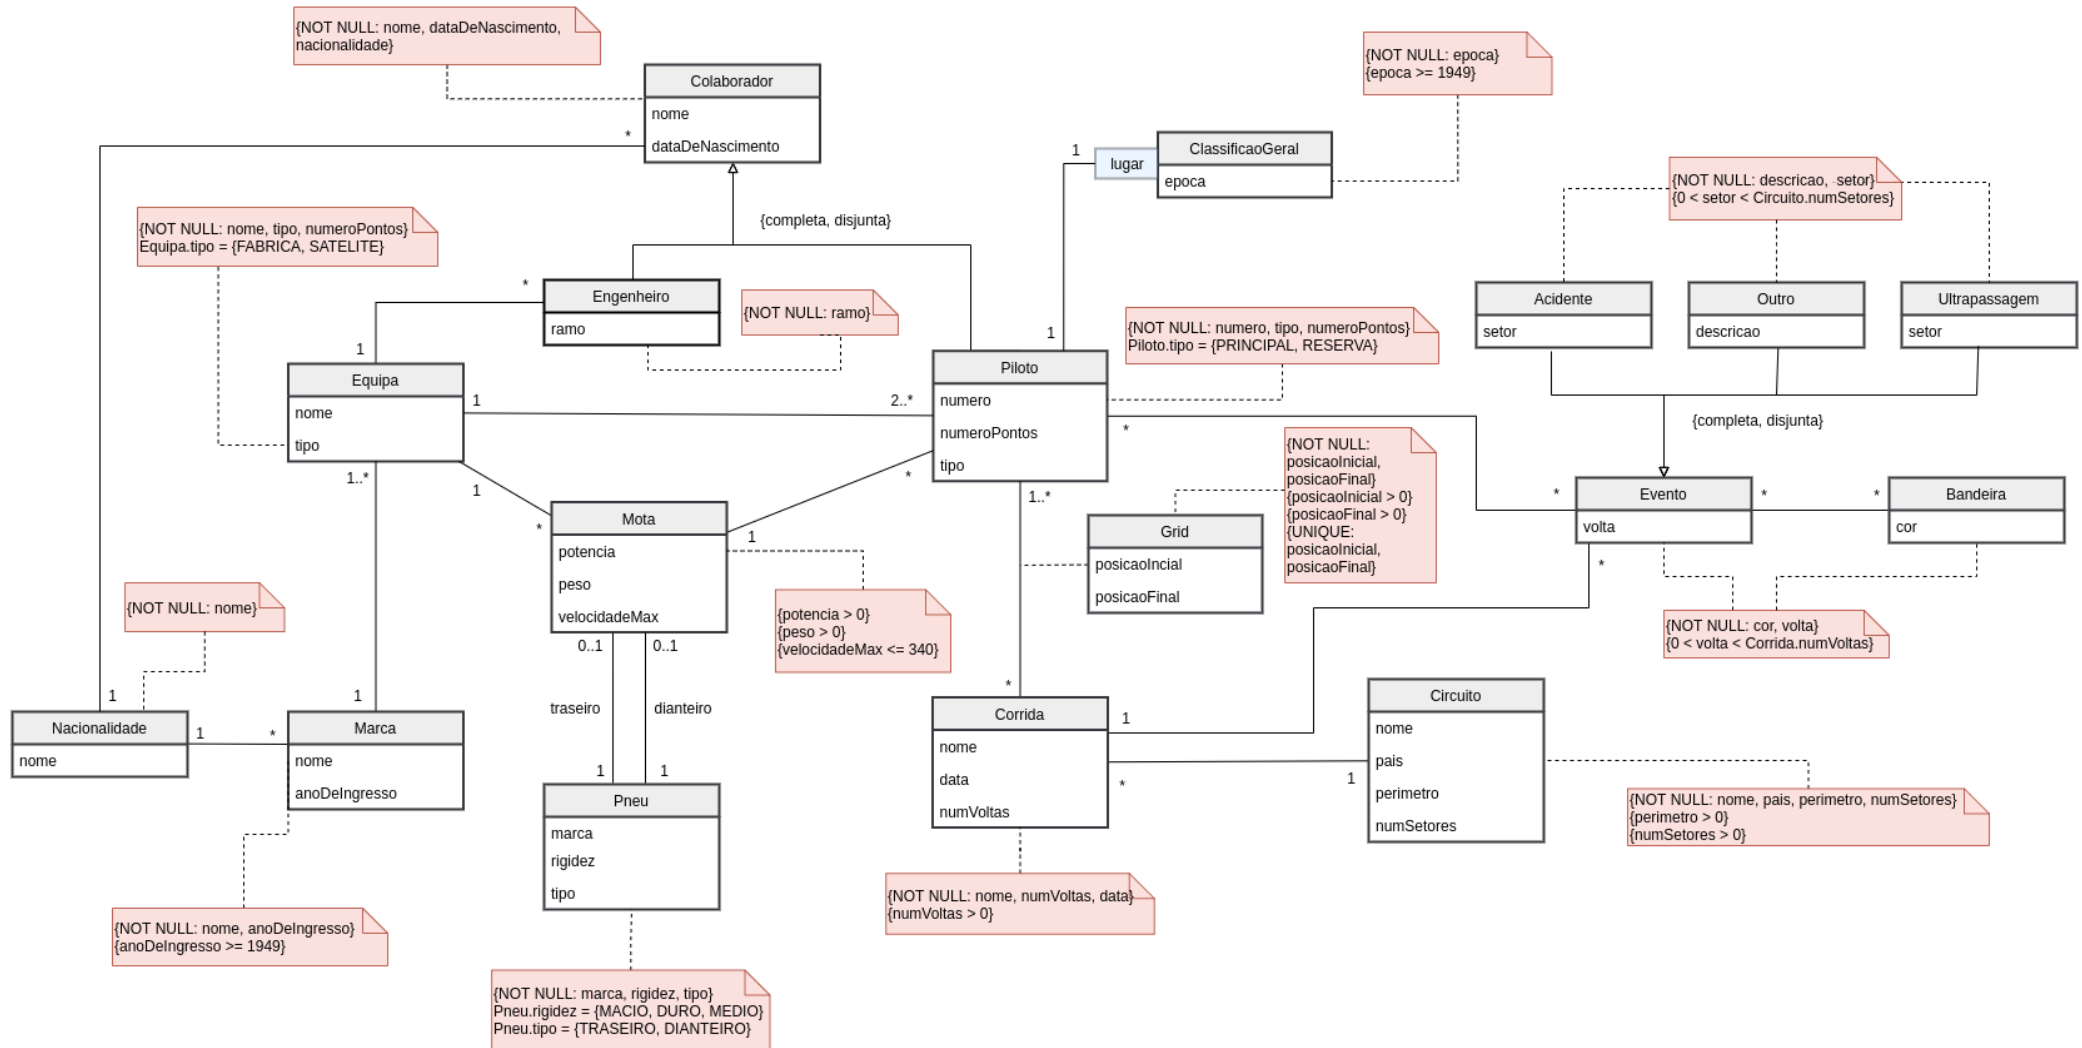 {NOT NULL: nome, dataDeNascimento,
nacionalidade}
Colaborador
nome
dataDeNascimento
*
{completa, disjunta}
{NOT NULL: epoca}
{epoca >= 1949}
ClassificaoGeral
epoca
lugar
1
1
{NOT NULL: descricao, setor}
{0 < setor < Circuito.numSetores}
Acidente
setor
Outro
descricao
Ultrapassagem
setor
{completa, disjunta}
{NOT NULL: nome, tipo, numeroPontos}
Equipa.tipo = {FABRICA, SATELITE}
*
Engenheiro
ramo
{NOT NULL: ramo}
1
{NOT NULL: numero, tipo, numeroPontos}
Piloto.tipo = {PRINCIPAL, RESERVA}
Equipa
nome
tipo
1
2..*
Piloto
numero
numeroPontos
tipo
*
*
1..*
1..*
1
*
Mota
potencia
peso
velocidadeMax
1
{potencia > 0}
{peso > 0}
{velocidadeMax <= 340}
Grid
posicaoIncial
posicaoFinal
{NOT NULL:
posicaoInicial,
posicaoFinal}
{posicaoInicial > 0}
{posicaoFinal > 0}
{UNIQUE:
posicaoInicial,
posicaoFinal}
*
Evento
volta
*
*
*
Bandeira
cor
{NOT NULL: cor, volta}
{0 < volta < Corrida.numVoltas}
{NOT NULL: nome}
1
Nacionalidade
nome
1
*
1
Marca
nome
anoDeIngresso
{NOT NULL: nome, anoDeIngresso}
{anoDeIngresso >= 1949}
0..1
0..1
traseiro
dianteiro
1
1
Pneu
marca
rigidez
tipo
{NOT NULL: marca, rigidez, tipo}
Pneu.rigidez = {MACIO, DURO, MEDIO}
Pneu.tipo = {TRASEIRO, DIANTEIRO}
*
Corrida
nome
data
numVoltas
1
*
1
{NOT NULL: nome, numVoltas, data}
{numVoltas > 0}
Circuito
nome
pais
perimetro
numSetores
{NOT NULL: nome, pais, perimetro, numSetores}
{perimetro > 0}
{numSetores > 0}